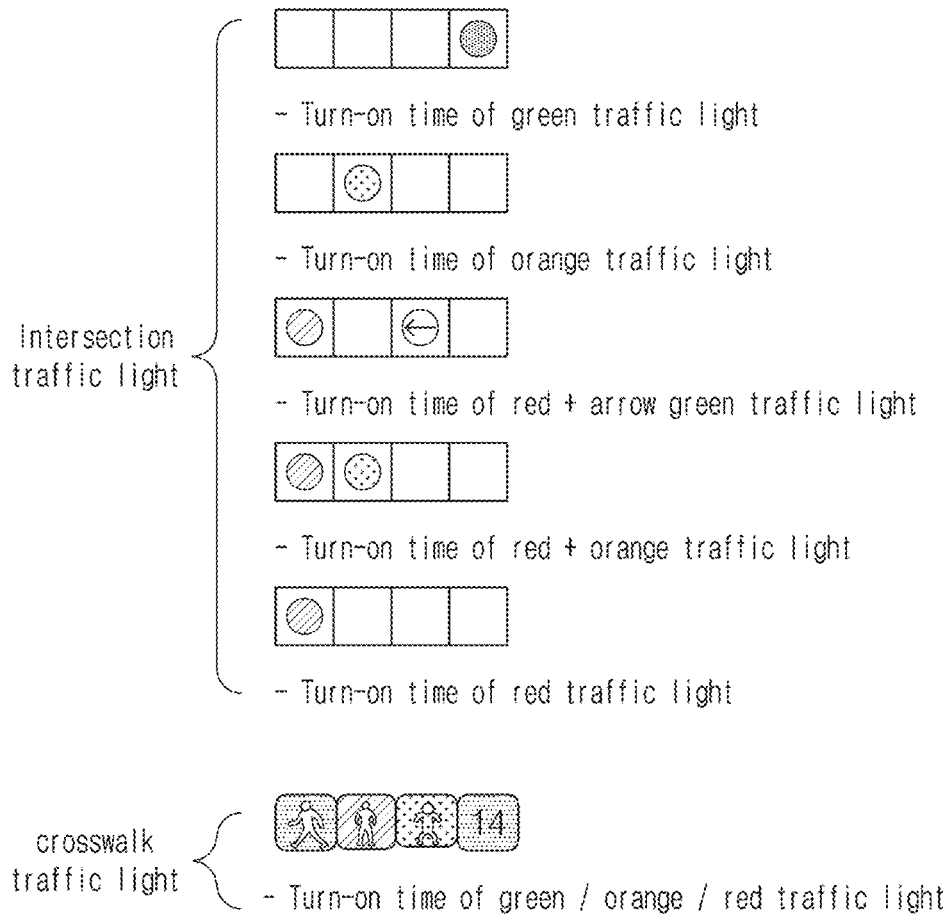 - Turn-on time of green traffic light
- Turn-on time of orange traffic light
Intersection
traffic light
- Turn-on time of red + arrow green traffic light
- Turn-on time of red + orange traffic light
- Turn-on time of red traffic light
14
crosswalk
traffic light
- Turn-on time of green / orange / red traffic light